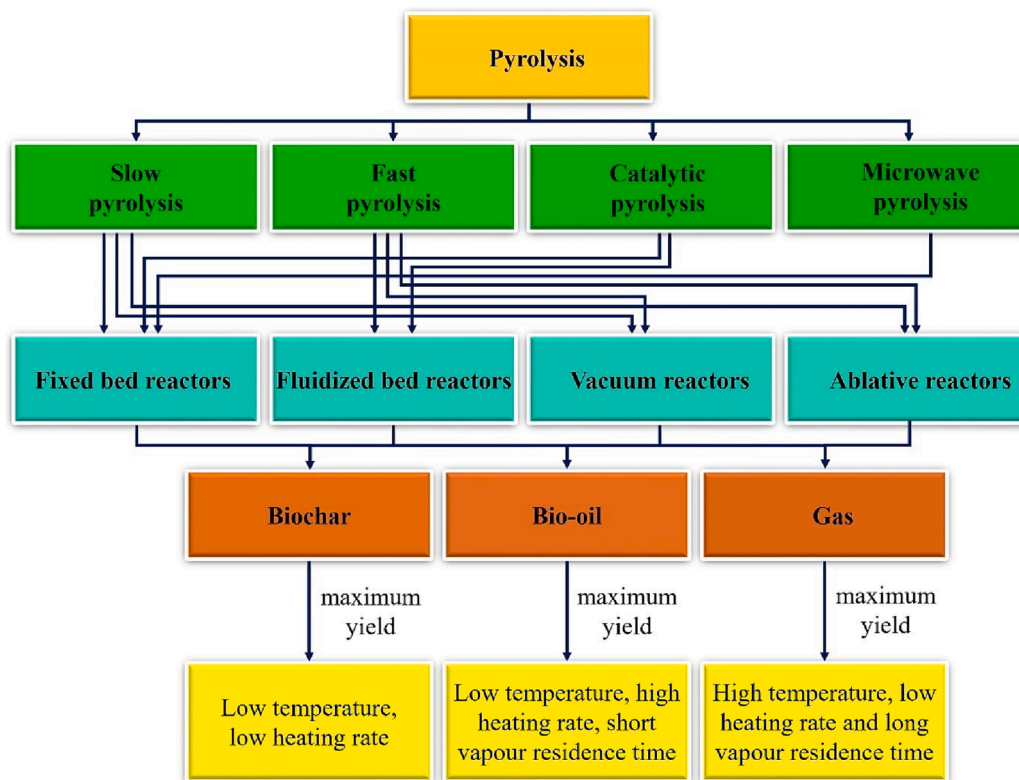 Pyrolysis
Slow
pyrolysis
Fast
pyrolysis
Catalytic
pyrolysis
Microwave
pyrolysis
Fixed bed reactors
Fluidized bed reactors
Vacuum reactors
Ablative reactors
Biochar
Bio-oil
Gas
maximum
yield
maximum
yield
maximum
yield
Low temperature,
low heating rate
Low temperature, high
heating rate, short
vapour residence time
High temperature, low
heating rate and long
vapour residence time